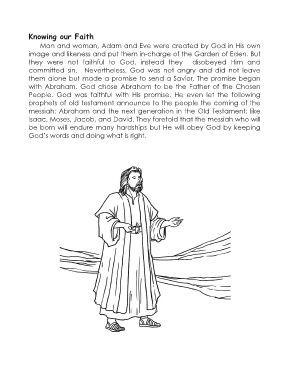 Knowing our Faith
Man and woman, Adam and Eve were created by God in His own
image and likeness and put them in-charge of the Garden of Eden. But
they were not faithful to God, instead they disobeyed Him and
committed sin. Nevertheless, God was not angry and did not leave
them alone but made a promise to send a Savior. The promise began
with Abraham. God chose Abraham to be the Father of the Chosen
People. God was faithful with His promise. He even let the following
prophets of old testament announce to the people the coming of the
messiah: Abraham and the next generation in the Old Testament; like
Isaac, Moses, Jacob, and David. They foretold that the messiah who will
be born will endure many hardships but He will obey God by keeping
God's words and doing what is right.